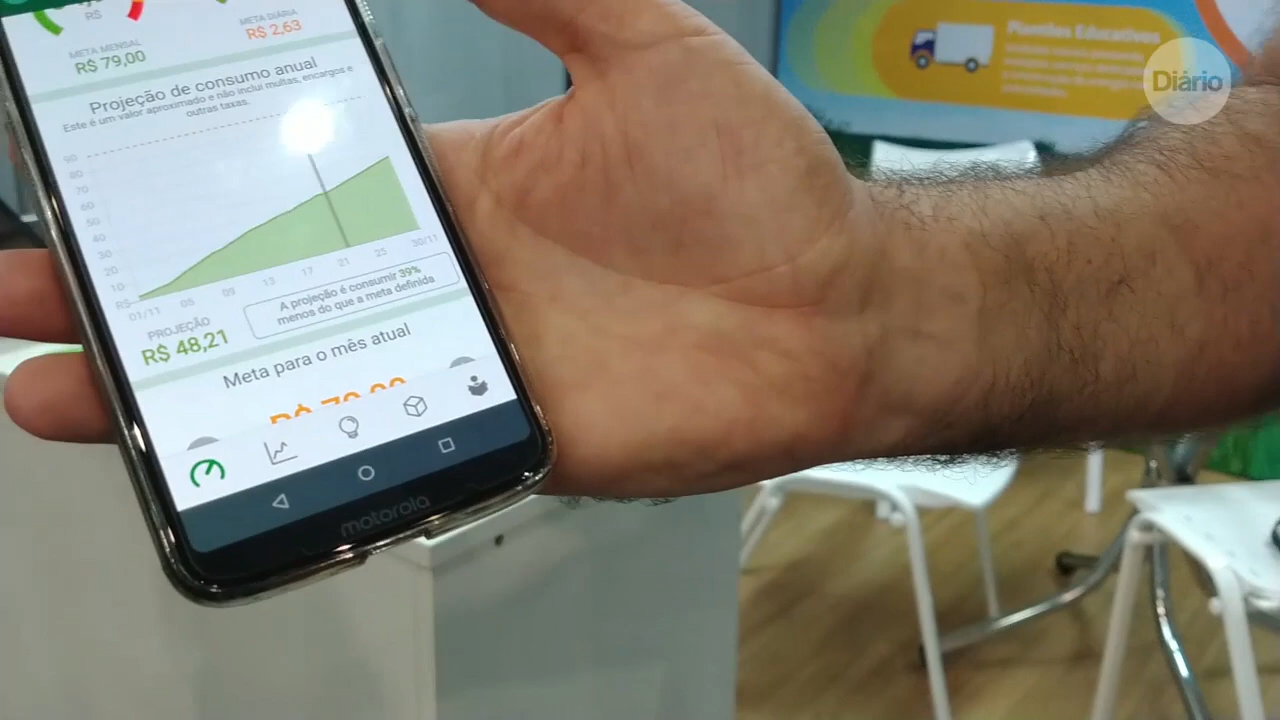 R$
META MENSAL
R$ 79,00
META DIÁRIA
R$ 2,63
Projeção de consumo anual
Este é um valor aproximado e não inclui multas, encargos e
outras taxas.
90
80
70
60
50
40
30
20
10
R$
01/11 05 09 13 17 21 25 30/11
PROJEÇÃO
R$ 48,21
A projeção é consumir 39%
menos do que a meta definida
Meta para o mês atual
motorola
Diário